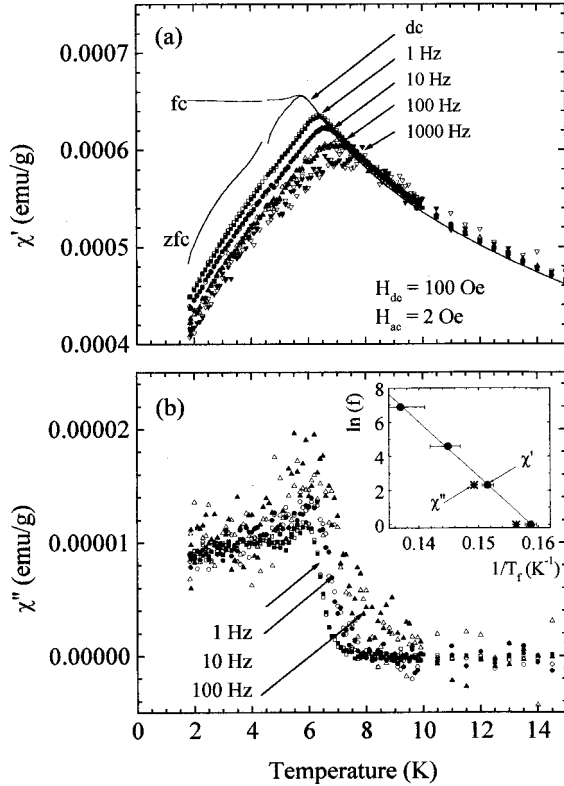 (a)
dc
1 Hz
10 Hz
100 Hz
1000 Hz
fc
zfc
0.0007
0.0006
0.0005
0.0004
χ' (emu/g)
H_dc = 100 Oe
H_ac = 2 Oe
(b)
0.00002
0.00001
0.00000
χ" (emu/g)
1 Hz
10 Hz
100 Hz
ln (f)
8
6
4
2
0
χ'
χ"
0.14 0.15 0.16
1/T_f (K⁻¹)
0 2 4 6 8 10 12 14
Temperature (K)